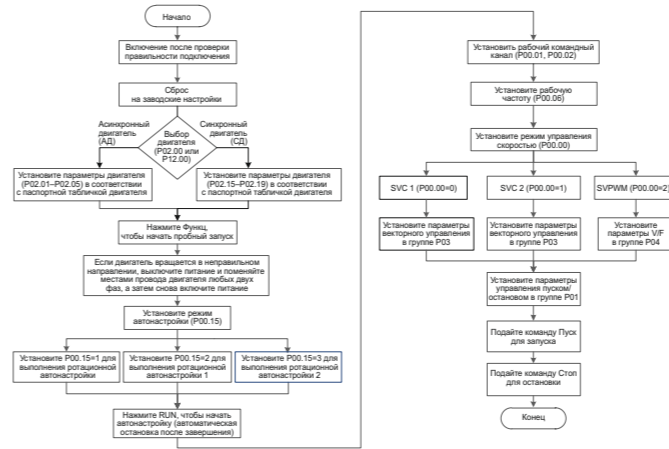 Начало
Включение после проверки
правильности подключения
Сброс
на заводские настройки
Асинхронный
двигатель
(АД)
Выбор
двигателя
(P02.00 или
P12.00)
Синхронный
двигатель
(СД)
Установите параметры двигателя
(P02.01–P02.05) в соответствии
с паспортной табличкой двигателя
Установите параметры двигателя
(P02.15–P02.19) в соответствии
с паспортной табличкой двигателя
Нажмите Функц,
чтобы начать пробный запуск
Если двигатель вращается в неправильном
направлении, выключите питание и поменяйте
местами провода двигателя любых двух
фаз, а затем снова включите питание
Установите режим
автонастройки (P00.15)
Установите P00.15=1 для
выполнения ротационной
автонастройки
Установите P00.15=2 для
выполнения ротационной
автонастройки 1
Установите P00.15=3 для
выполнения ротационной
автонастройки 2
Нажмите RUN, чтобы начать
автонастройку (автоматическая
остановка после завершения)
Установить рабочий командный
канал (P00.01, P00.02)
Установите рабочую
частоту (P00.06)
Установите режим управления
скоростью (P00.00)
SVC 1 (P00.00=0)
SVC 2 (P00.00=1)
SVPWM (P00.00=2)
Установите параметры
векторного управления
в группе P03
Установите параметры
векторного управления
в группе P03
Установите
параметры V/F
в группе P04
Установите параметры
управления пуском/
остановом в группе P01
Подайте команду Пуск
для запуска
Подайте команду Стоп
для остановки
Конец